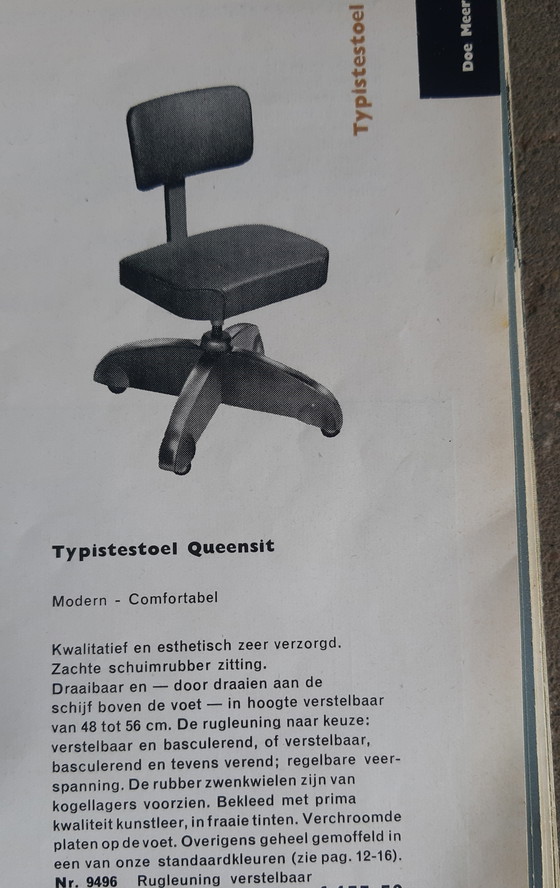 Typistestoel
Doe Meer
Typistestoel Queensit
Modern - Comfortabel
Kwalitatief en esthetisch zeer verzorgd.
Zachte schuimrubber zitting.
Draaibaar en — door draaien aan de
schijf boven de voet — in hoogte verstelbaar
van 48 tot 56 cm. De rugleuning naar keuze:
verstelbaar en basculerend, of verstelbaar,
basculerend en tevens verend; regelbare veer-
spanning. De rubber zwenkwielen zijn van
kogellagers voorzien. Bekleed met prima
kwaliteit kunstleer, in fraaie tinten. Verchroomde
platen op de voet. Overigens geheel gemoffeld in
een van onze standaardkleuren (zie pag. 12-16).
Nr. 9496 Rugleuning verstelbaar